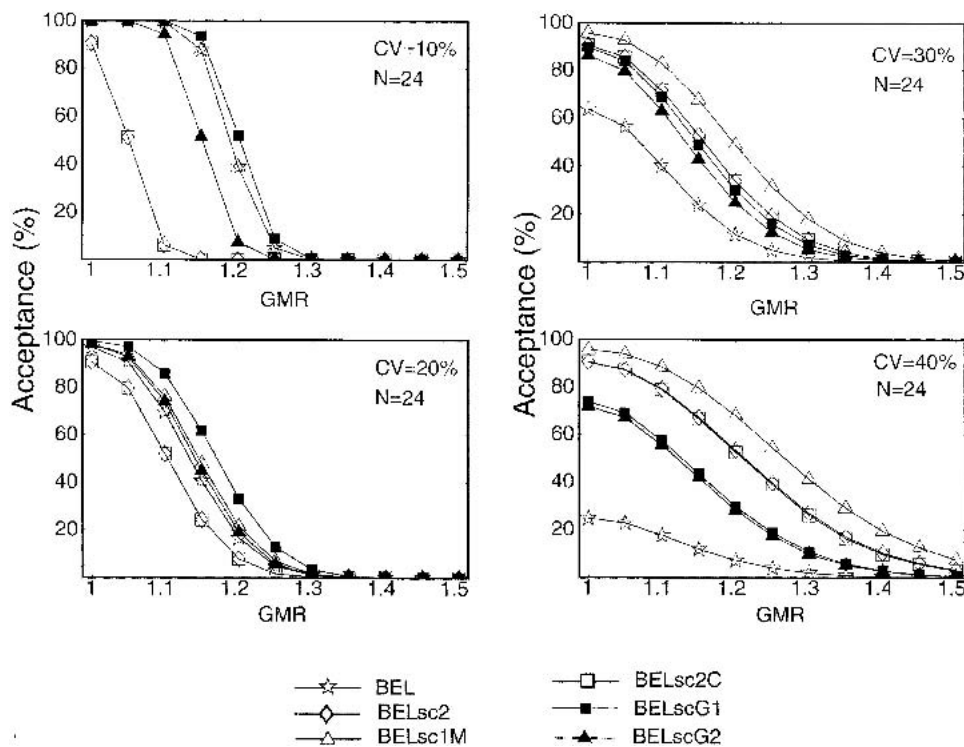 Acceptance (%)
100
80
60
40
20
CV-10%
N=24
1
1.1
1.2
1.3
1.4
1.5
GMR
Acceptance (%)
100
80
60
40
20
CV=30%
N=24
1
1.1
1.2
1.3
1.4
1.5
GMR
100
80
60
40
20
CV=20%
N=24
1
1.1
1.2
1.3
1.4
1.5
GMR
100
80
60
40
20
CV=40%
N=24
1
1.1
1.2
1.3
1.4
1.5
GMR
BEL
BELsc2
BELsc1M
BELsc2C
BELscG1
BELscG2